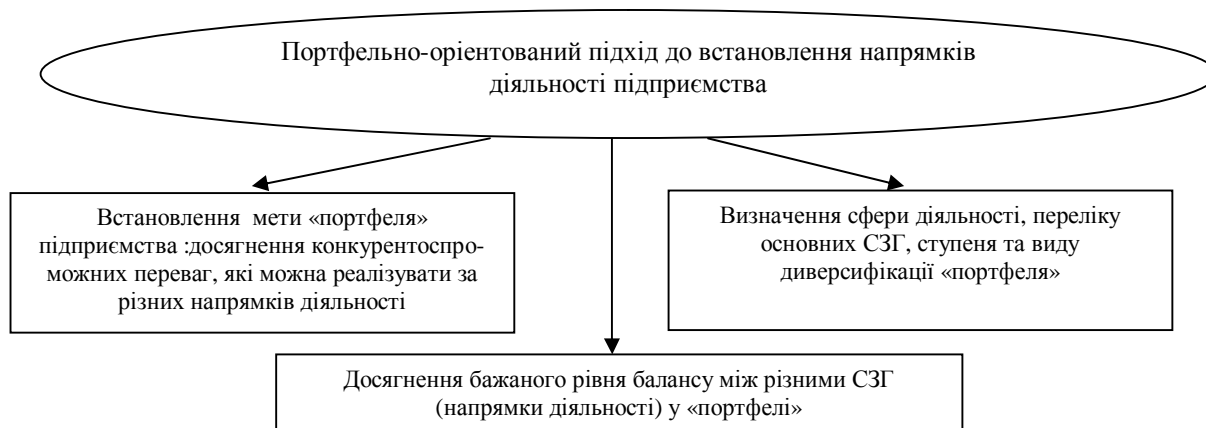 Портфельно-оріентований підхід до встановлення напрямків
діяльності підприємства
Встановлення мети «портфеля»
підприємства :досягнення конкурентоспро-
можних переваг, які можна реалізувати за
різних напрямків діяльності
Визначення сфери діяльності, переліку
основних СЗГ, ступеня та виду
диверсифікації «портфеля»
Досягнення бажаного рівня балансу між різними СЗГ
(напрямки діяльності) у «портфелі»